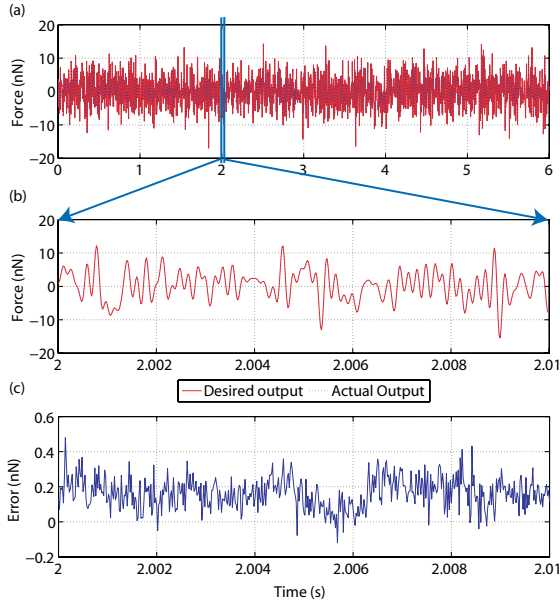 (a)
20
10
0
−10
−20
Force (nN)
0 1 2 3 4 5 6
(b)
20
10
0
−10
20
Force (nN)
2 2.002 2.004 2.006 2.008 2.01
Desired output Actual Output
(c)
0.6
0.4
0.2
0
−0.2
Error (nN)
2 2.002 2.004 2.006 2.008 2.01
Time (s)